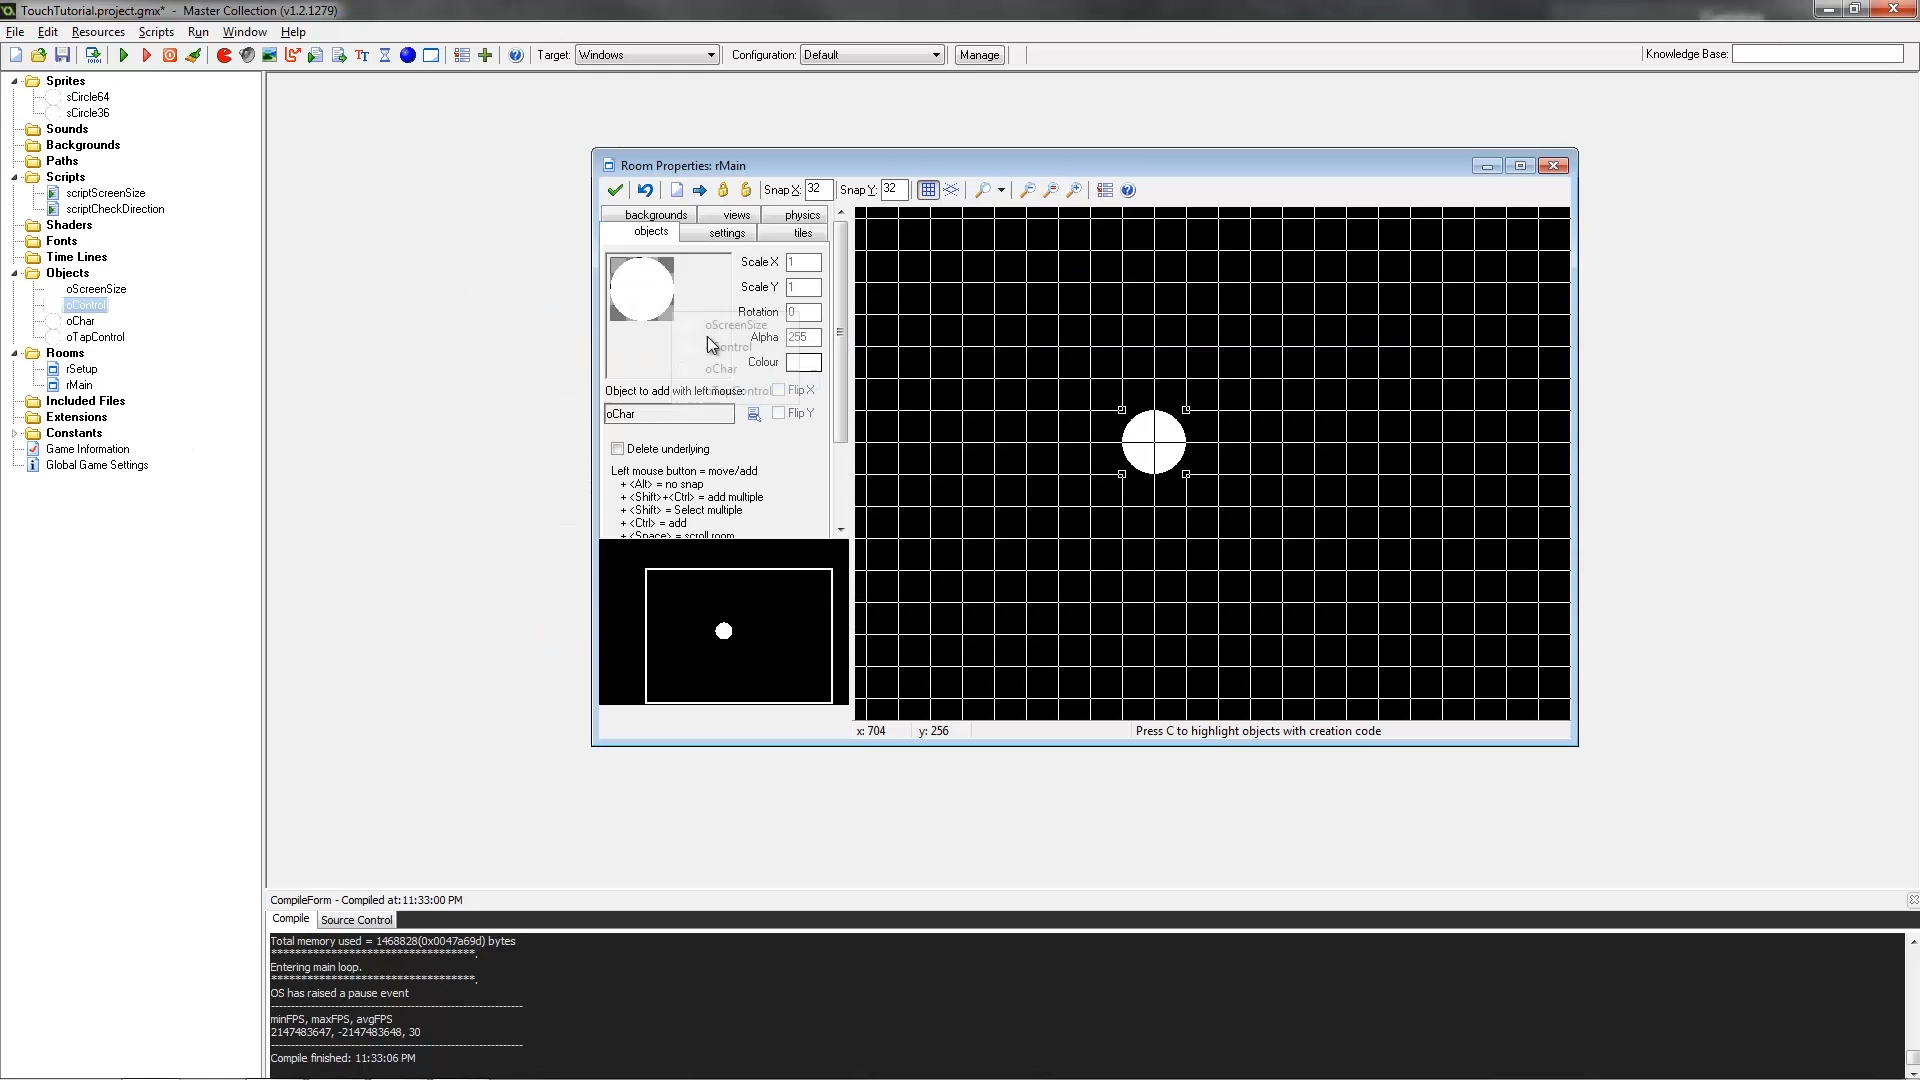 TouchTutorial.project.gmx* - Master Collection (v1.2.1279)
File Edit Resources Scripts Run Window Help
Target: Windows Configuration: Default Manage Knowledge Base:
Sprites
sCircle64
sCircle36
Sounds
Backgrounds
Paths
Scripts
scriptScreenSize
scriptCheckDirection
Shaders
Fonts
Time Lines
Objects
oScreenSize
oControl
oChar
oTapControl
Rooms
rSetup
rMain
Included Files
Extensions
Constants
Game Information
Global Game Settings
Room Properties: rMain
Snap X: 32 Snap Y: 32
backgrounds views physics
objects settings tiles
Scale X 1
Scale Y 1
Rotation 0
oScreenSize
Alpha 255
oControl
Colour
oChar
oTapControl
Object to add with left mouse: Flip X
oChar Flip Y
Delete underlying
Left mouse button = move/add
+ <Alt> = no snap
+ <Shift>+<Ctrl> = add multiple
+ <Shift> = Select multiple
+ <Ctrl> = add
+ <Space> = scroll room
x: 704 y: 256 Press C to highlight objects with creation code
CompileForm - Compiled at:11:33:00 PM
Compile Source Control
Total memory used = 1468828(0x0047a69d) bytes
***********************************.
Entering main loop.
***********************************.
OS has raised a pause event
---------------------------------------------------------------
minFPS, maxFPS, avgFPS
2147483647, -2147483648, 30
---------------------------------------------------------------
Compile finished: 11:33:06 PM